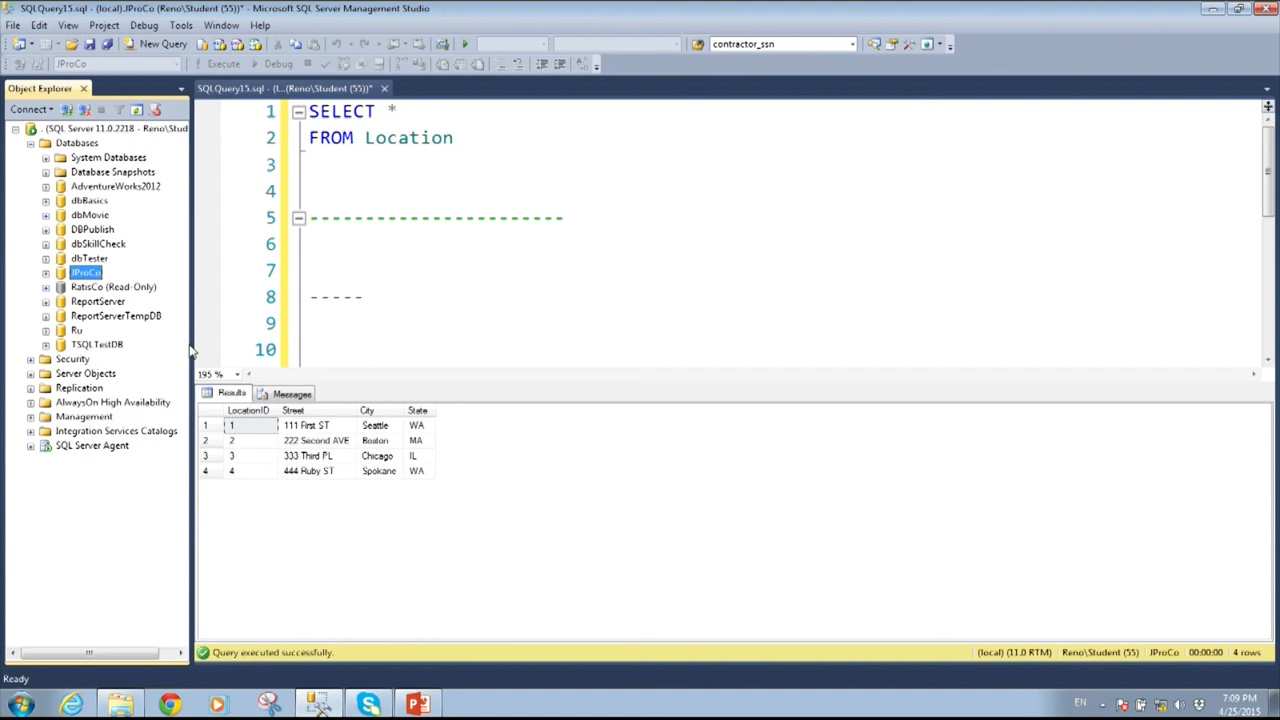 SQLQuery15.sql - (local).JProCo (Reno\Student (55))* - Microsoft SQL Server Management Studio
File Edit View Project Debug Tools Window Help
New Query contractor_ssn
JProCo Execute Debug
Object Explorer SQLQuery15.sql - (l...(Reno\Student (55))*
Connect
. (SQL Server 11.0.2218 - Reno\Stud
Databases
System Databases
Database Snapshots
AdventureWorks2012
dbBasics
dbMovie
DBPublish
dbSkillCheck
dbTester
JProCo
RatisCo (Read-Only)
ReportServer
ReportServerTempDB
Ru
TSQLTestDB
Security
Server Objects
Replication
AlwaysOn High Availability
Management
Integration Services Catalogs
SQL Server Agent
1 SELECT *
2 FROM Location
3
4
5 -----------------------
6
7
8 -----
9
10
195 %
Results Messages
LocationID Street City State
1 1 111 First ST Seattle WA
2 2 222 Second AVE Boston MA
3 3 333 Third PL Chicago IL
4 4 444 Ruby ST Spokane WA
Query executed successfully. (local) (11.0 RTM) Reno\Student (55) JProCo 00:00:00 4 rows
Ready
EN 7:09 PM
4/25/2015